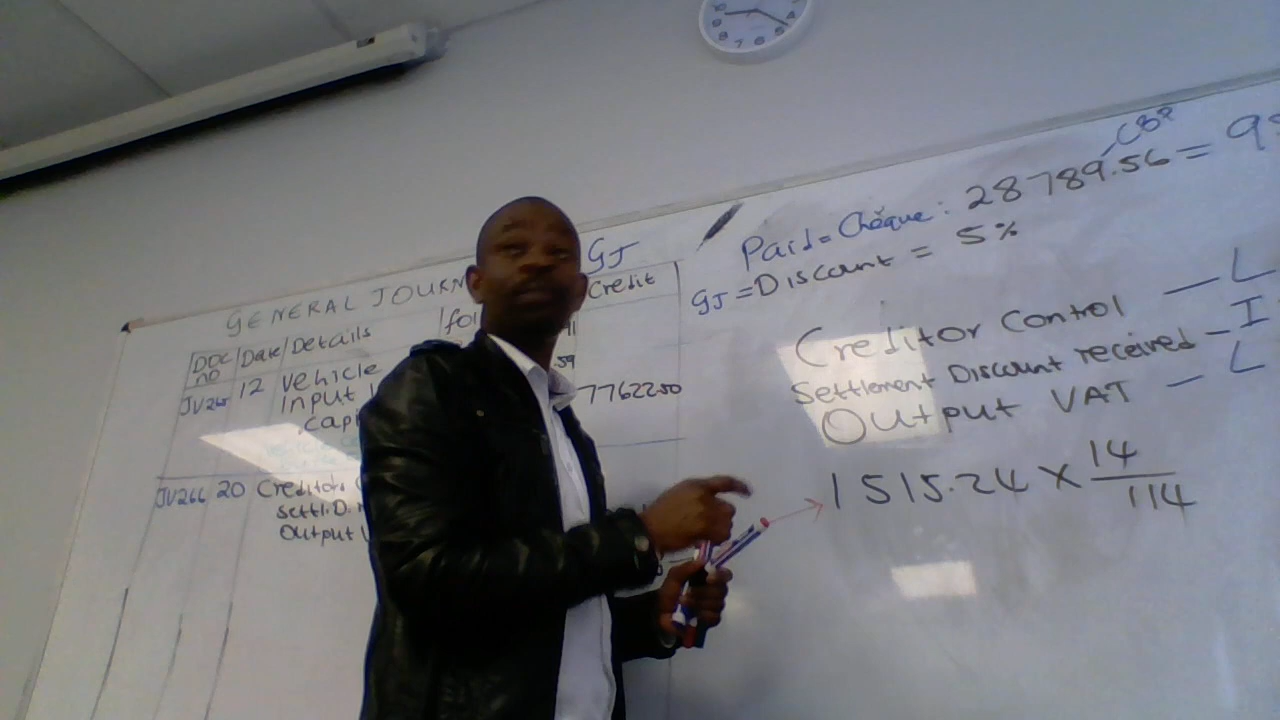 GENERAL JOURN GJ
DOC NO Date Details fol Credit
JV265 12 Vehicle
Input
capi
7762250
JV266 20 Creditors
Settl.D.
Output
Paid = Chèque: 28789.56 = 9
CB?
GJ = Discount = 5%
Creditor Control — L
Settlement Discount received — I
Output VAT — L
1515.24 × 14
114